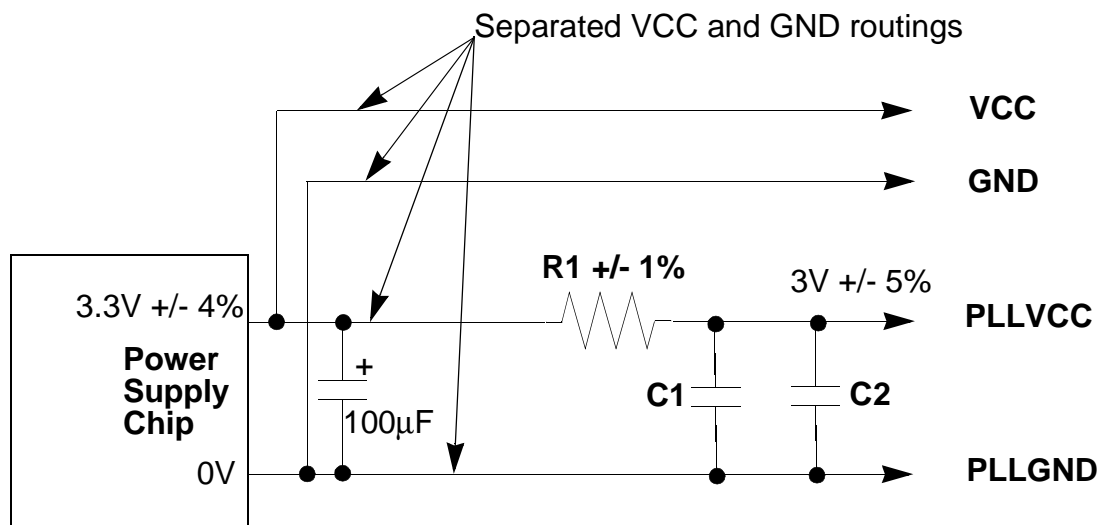 Separated VCC and GND routings
VCC
GND
R1 +/- 1%
3V +/- 5%
3.3V +/- 4%
PLLVCC
Power
Supply
Chip
+
100μF
C1
C2
0V
PLLGND